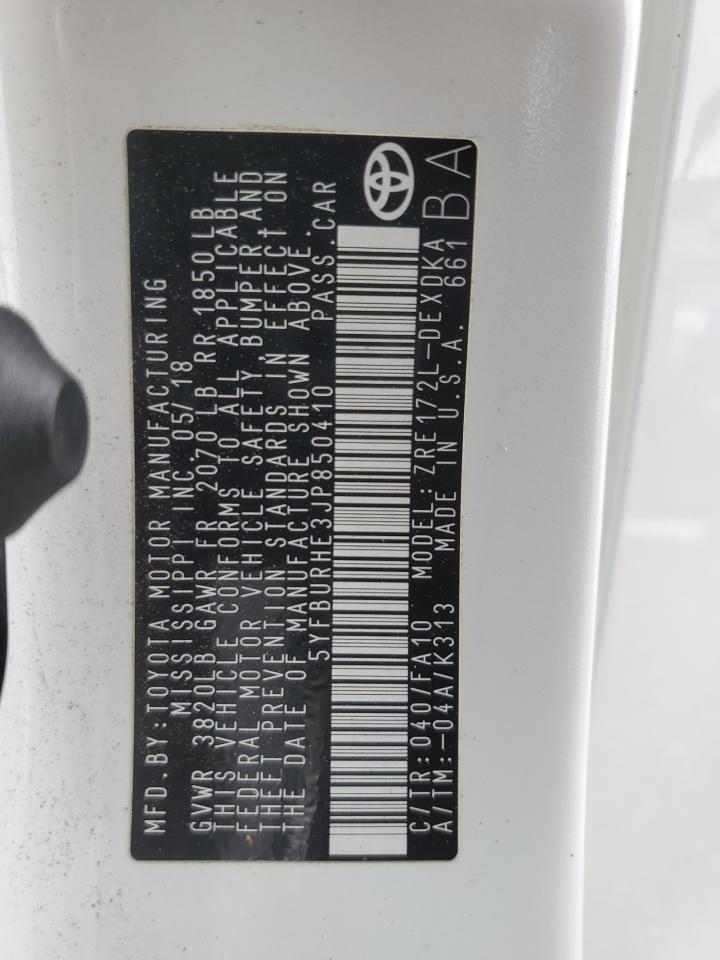 MFD.BY:TOYOTA MOTOR MANUFACTURING
MISSISSIPPI INC.05/18
GVWR 3820LB GAWR FR 2070LB RR 1850LB
THIS VEHICLE CONFORMS TO ALL APPLICABLE
FEDERAL MOTOR VEHICLE SAFETY, BUMPER, AND
THEFT PREVENTION STANDARDS IN EFFECT ON
THE DATE OF MANUFACTURE SHOWN ABOVE.
5YFBURHE3JP850410 PASS.CAR
C/TR:040/FA10 MODEL:ZRE172L-DEXDKA
A/TM:-04A/K313 MADE IN U.S.A. 661
BA